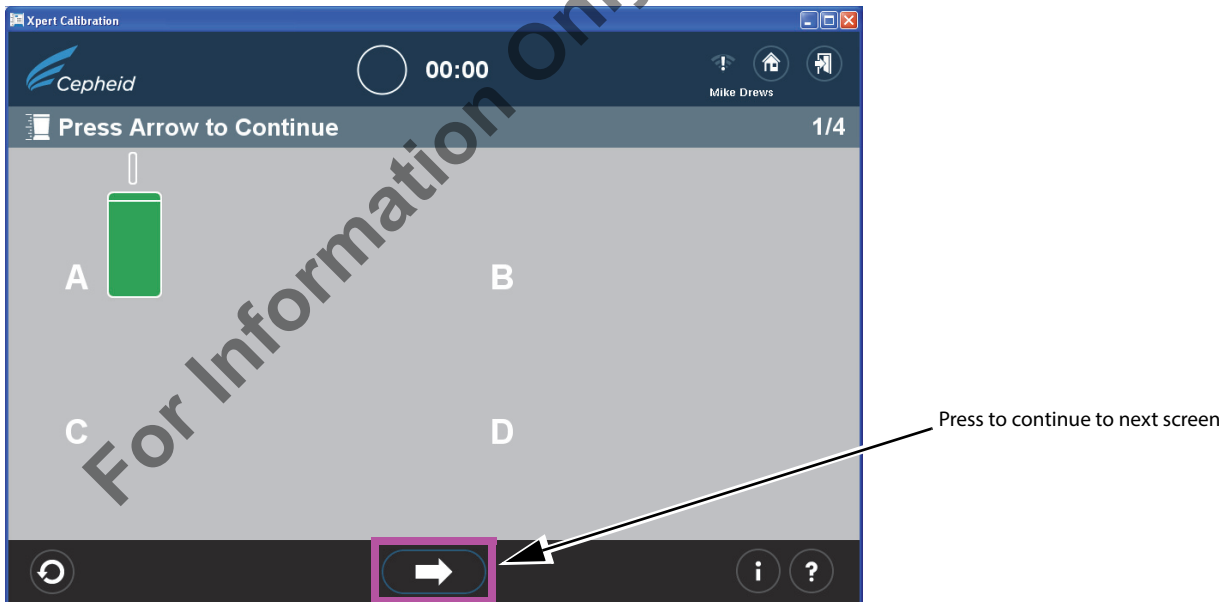 Xpert Calibration
Cepheid
00:00
Mike Drews
Press Arrow to Continue
1/4
A
B
C
D
For Information Only
Press to continue to next screen
i
?